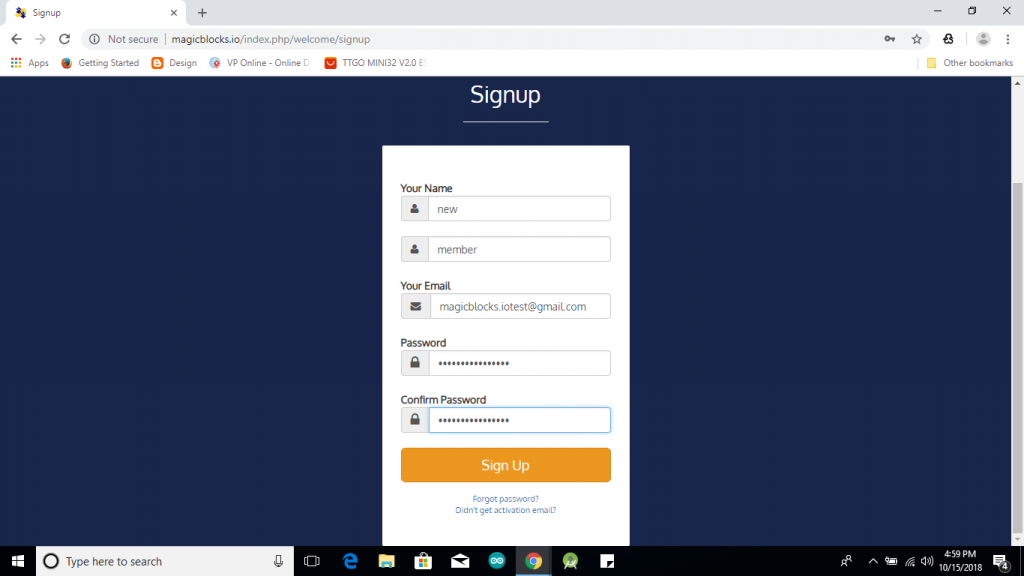 Signup
Not secure
magicblocks.io/index.php/welcome/signup
Apps Getting Started Design VP Online - Online D TTGO MINI32 V2.0 ES Other bookmarks
Signup
Your Name
new
member
Your Email
magicblocks.iotest@gmail.com
Password
••••••••••••••••
Confirm Password
••••••••••••••••
Sign Up
Forgot password?
Didn't get activation email?
Type here to search
4:59 PM
10/15/2018
4